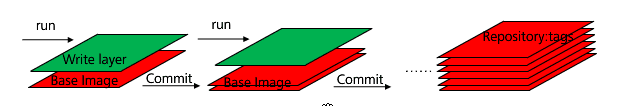 run
Write layer
Base Image
Commit
run
Base Image
Commit
......
Repository:tags